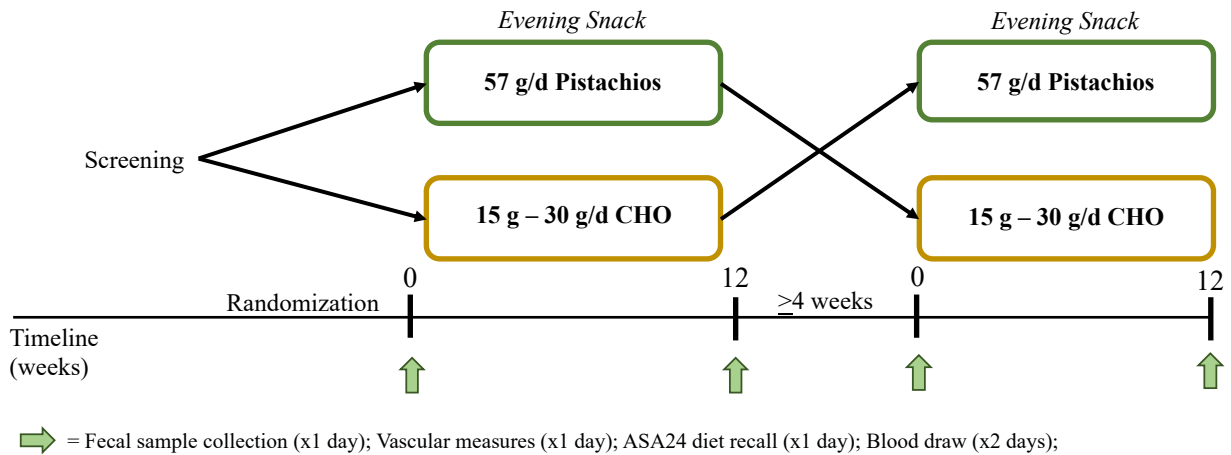 Evening Snack
Evening Snack
57 g/d Pistachios
57 g/d Pistachios
Screening
15 g – 30 g/d CHO
15 g – 30 g/d CHO
0
12
0
12
Randomization
≥4 weeks
Timeline
(weeks)
= Fecal sample collection (x1 day); Vascular measures (x1 day); ASA24 diet recall (x1 day); Blood draw (x2 days);